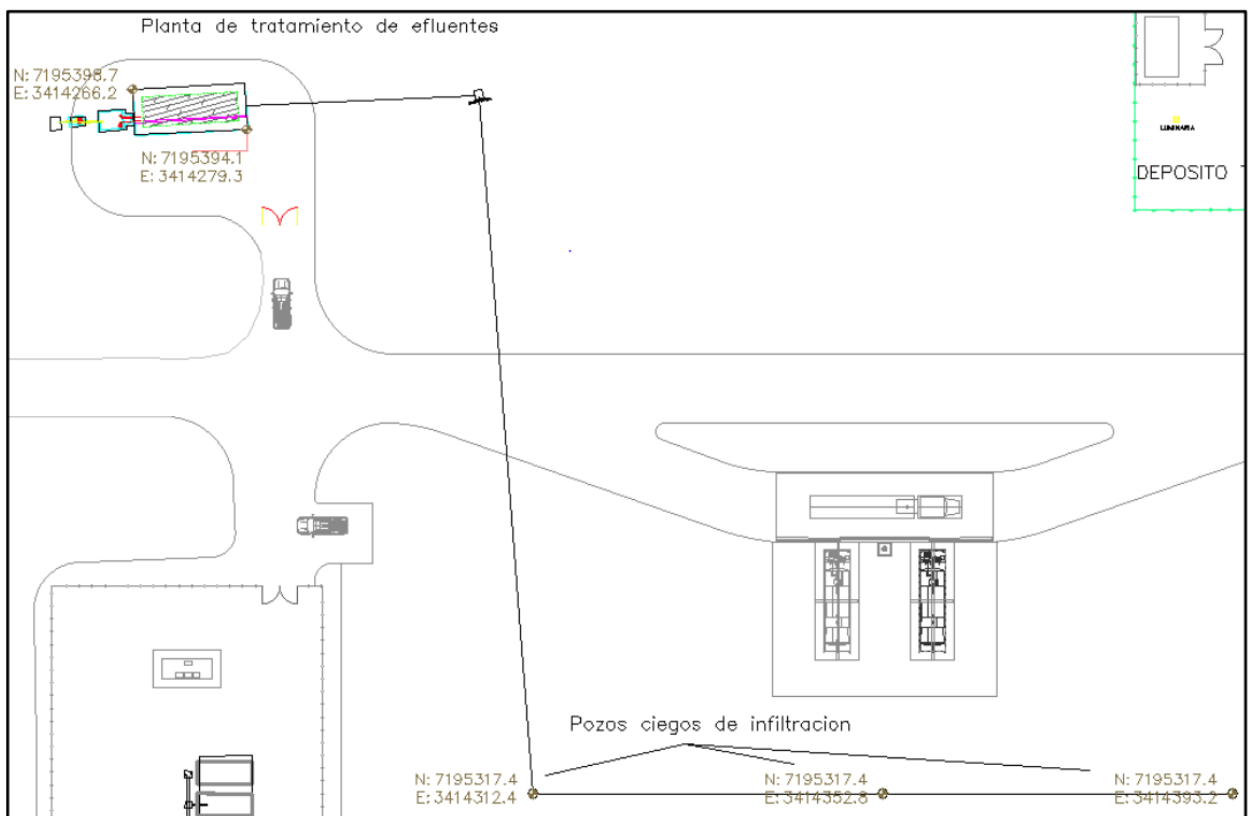 Planta de tratamiento de efluentes
N: 7195398.7
E: 3414266.2
N: 7195394.1
E: 3414279.3
LUMINARIA
DEPOSITO
Pozos ciegos de infiltracion
N: 7195317.4
E: 3414312.4
N: 7195317.4
E: 3414352.8
N: 7195317.4
E: 3414393.2